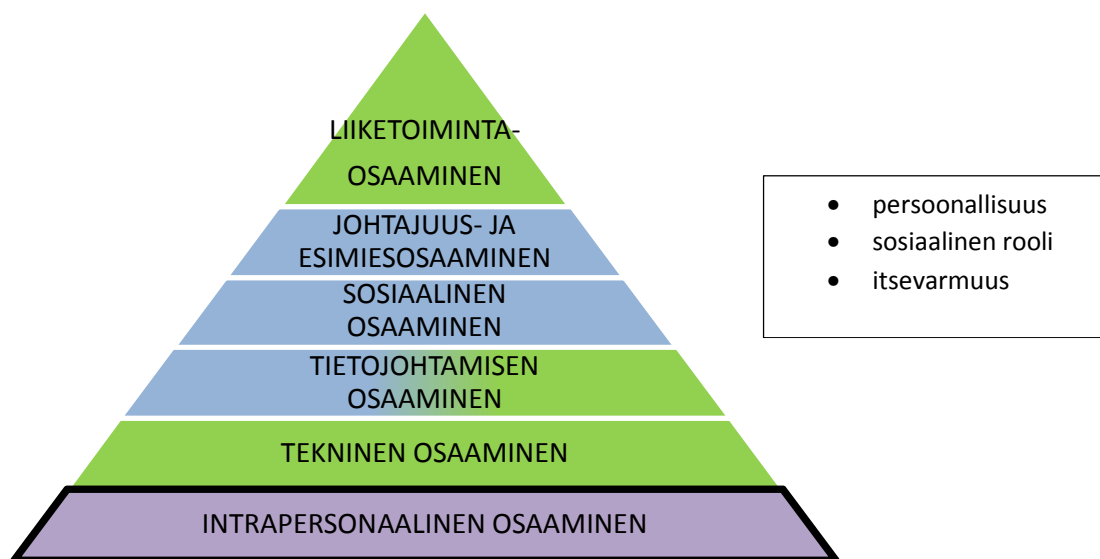 LIIKETOIMINTA-
OSAAMINEN
JOHTAJUUS- JA
ESIMIESOSAAMINEN
SOSIAALINEN
OSAAMINEN
TIETOJOHTAMISEN
OSAAMINEN
TEKNINEN OSAAMINEN
INTRAPERSONAALINEN OSAAMINEN
• persoonallisuus
• sosiaalinen rooli
• itsevarmuus